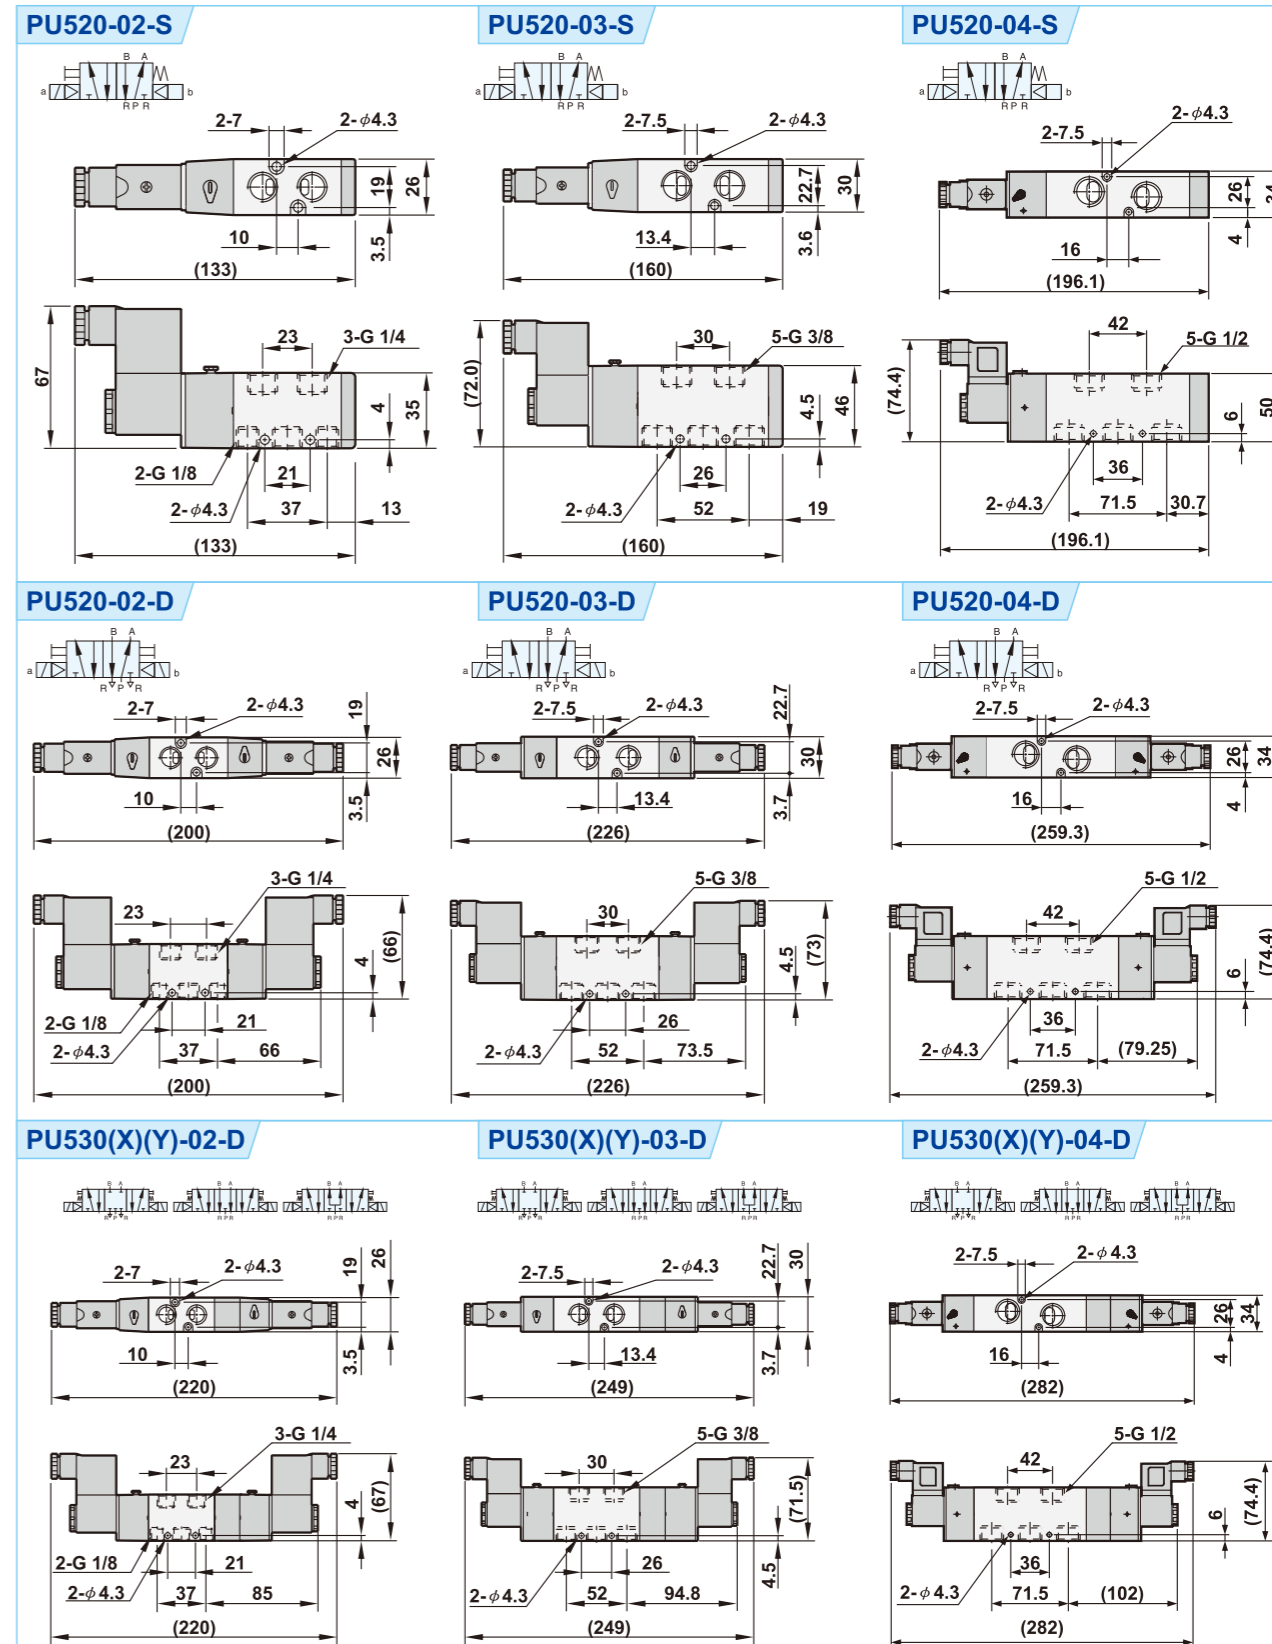 PU520-02-S
B A
a
b
R P R
2-7
2-φ4.3
19
26
10
3.5
(133)
67
23
3-G 1/4
4
35
2-G 1/8
21
2-φ4.3
37
13
(133)
PU520-03-S
B A
a
b
R P R
2-7.5
2-φ4.3
22.7
30
13.4
3.6
(160)
(72.0)
30
5-G 3/8
4.5
46
26
2-φ4.3
52
19
(160)
PU520-04-S
B A
a
b
R P R
2-7.5
2-φ4.3
26
34
16
4
(196.1)
(74.4)
42
5-G 1/2
6
50
36
2-φ4.3
71.5
30.7
(196.1)
PU520-02-D
B A
a
b
R P R
2-7
2-φ4.3
19
26
10
3.5
(200)
3-G 1/4
23
4
(66)
2-G 1/8
21
2-φ4.3
37
66
(200)
PU520-03-D
B A
a
b
R P R
2-7.5
2-φ4.3
22.7
30
13.4
3.7
(226)
5-G 3/8
30
4.5
(73)
26
2-φ4.3
52
73.5
(226)
PU520-04-D
B A
a
b
R P R
2-7.5
2-φ4.3
26
34
16
4
(259.3)
5-G 1/2
42
6
(74.4)
36
2-φ4.3
71.5
(79.25)
(259.3)
PU530(X)(Y)-02-D
B A
B A
B A
R P R
R P R
R P R
2-7
2-φ4.3
19
26
10
3.5
(220)
3-G 1/4
23
4
(67)
2-G 1/8
21
2-φ4.3
37
85
(220)
PU530(X)(Y)-03-D
B A
B A
B A
R P R
R P R
R P R
2-7.5
2-φ4.3
22.7
30
13.4
3.7
(249)
5-G 3/8
30
(71.5)
4.5
26
2-φ4.3
52
94.8
(249)
PU530(X)(Y)-04-D
B A
B A
B A
R P R
R P R
R P R
2-7.5
2-φ4.3
26
34
16
4
(282)
5-G 1/2
42
6
(74.4)
36
2-φ4.3
71.5
(102)
(282)